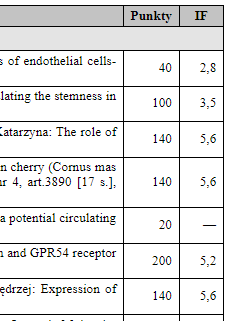 Punkty IF
s of endothelial cells- 40 2,8
lating the stemness in 100 3,5
Katarzyna: The role of 140 5,6
n cherry (Cornus mas
nr 4, art.3890 [17 s.], 140 5,6
a potential circulating 20 —
n and GPR54 receptor 200 5,2
ędrzej: Expression of 140 5,6